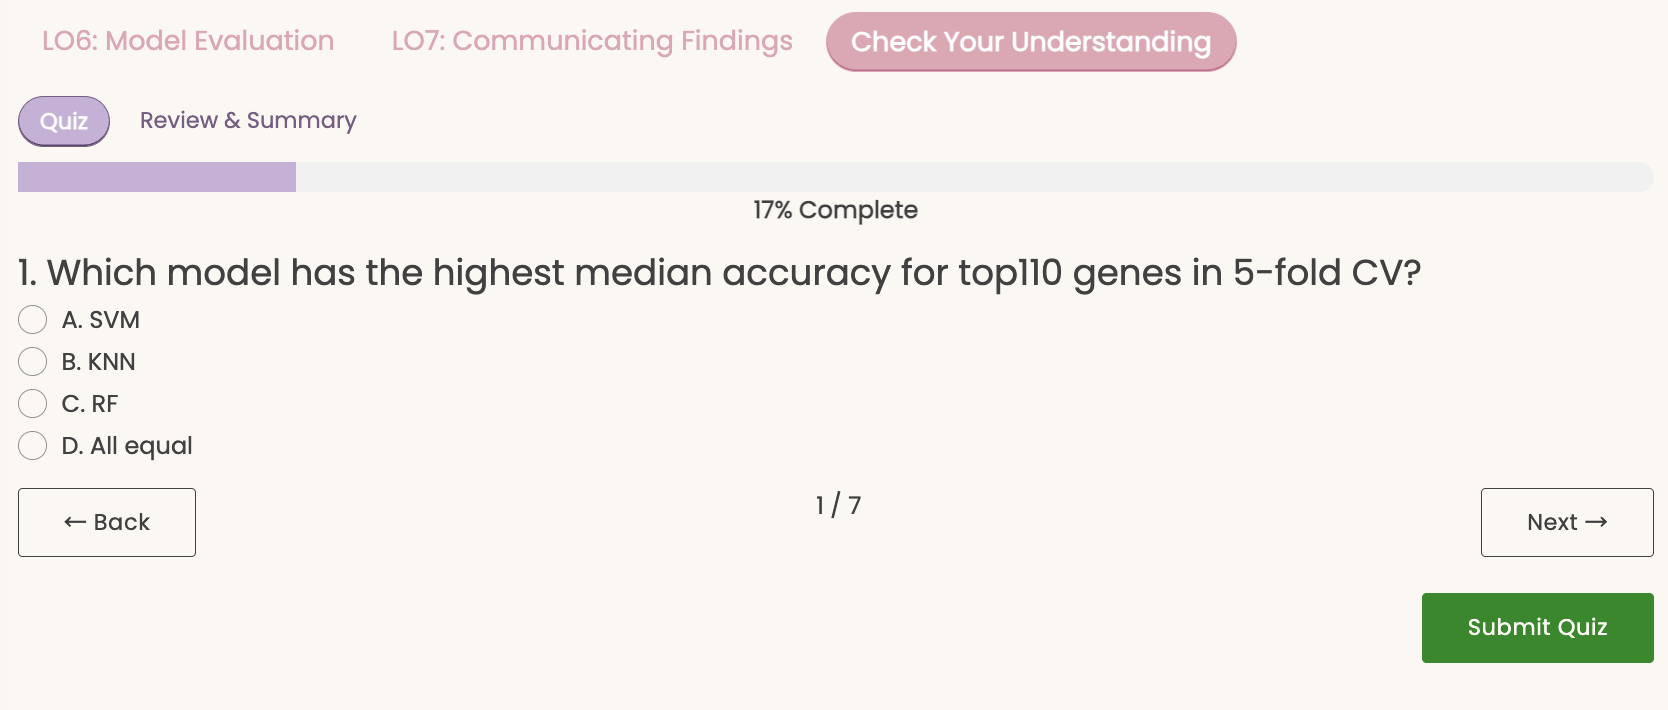 LO6: Model Evaluation LO7: Communicating Findings Check Your Understanding
Quiz Review & Summary
17% Complete
1. Which model has the highest median accuracy for top110 genes in 5-fold CV?
A. SVM
B. KNN
C. RF
D. All equal
← Back 1 / 7 Next →
Submit Quiz